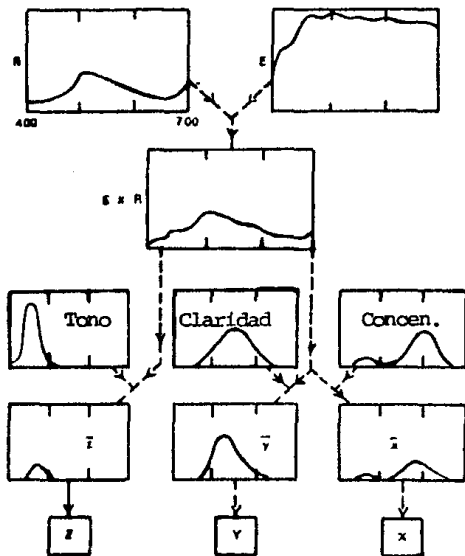 R
E
400
700
E x R
Tono
Claridad
Concen.
z̄
ȳ
x̄
Z
Y
X